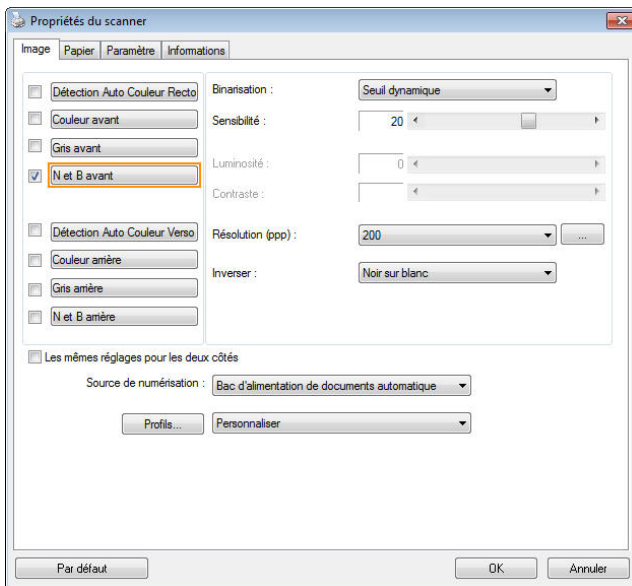 Propriétés du scanner
Image Papier Paramètre Informations
Détection Auto Couleur Recto
Couleur avant
Gris avant
N et B avant
Détection Auto Couleur Verso
Couleur arrière
Gris arrière
N et B arrière
Binarisation : Seuil dynamique
Sensibilité : 20
Luminosité : 0
Contraste :
Résolution (ppp) : 200 ...
Inverser : Noir sur blanc
Les mêmes réglages pour les deux côtés
Source de numérisation : Bac d'alimentation de documents automatique
Profils... Personnaliser
Par défaut OK Annuler